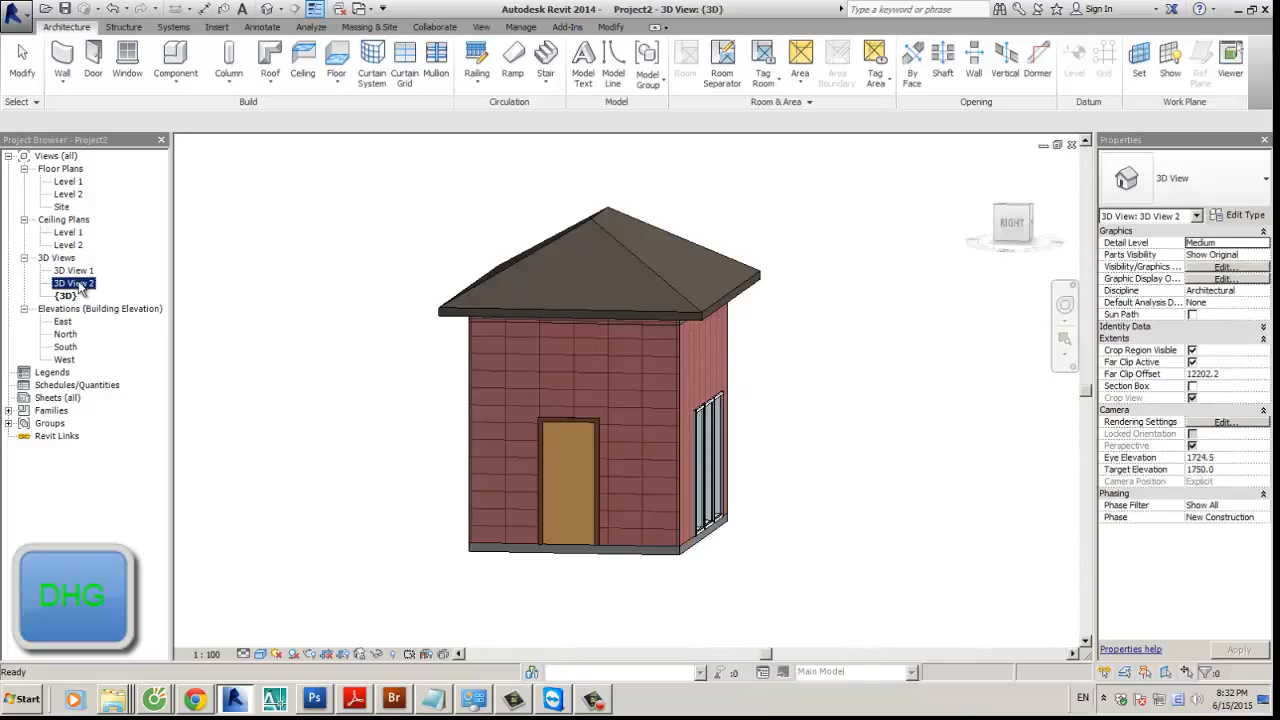 Autodesk Revit 2014 - Project2 - 3D View: {3D}
Type a keyword or phrase
Sign In
Architecture Structure Systems Insert Annotate Analyze Massing & Site Collaborate View Manage Add-Ins Modify
Modify Wall Door Window Component Column Roof Ceiling Floor Curtain System Curtain Grid Mullion Railing Ramp Stair Model Text Model Line Model Group Room Room Separator Tag Room Area Area Boundary Tag Area By Face Shaft Wall Vertical Dormer Level Grid Set Show Ref Plane Viewer
Select Build Circulation Model Room & Area Opening Datum Work Plane
Project Browser - Project2
Views (all)
Floor Plans
Level 1
Level 2
Site
Ceiling Plans
Level 1
Level 2
3D Views
3D View 1
3D View 2
{3D}
Elevations (Building Elevation)
East
North
South
West
Legends
Schedules/Quantities
Sheets (all)
Families
Groups
Revit Links
DHG
RIGHT
Properties
3D View
3D View: 3D View 2 Edit Type
Graphics
Detail Level Medium
Parts Visibility Show Original
Visibility/Graphics ... Edit...
Graphic Display O... Edit...
Discipline Architectural
Default Analysis D... None
Sun Path
Identity Data
Extents
Crop Region Visible
Far Clip Active
Far Clip Offset 12202.2
Section Box
Crop View
Camera
Rendering Settings Edit...
Locked Orientation
Perspective
Eye Elevation 1724.5
Target Elevation 1750.0
Camera Position Explicit
Phasing
Phase Filter Show All
Phase New Construction
Properties help Apply
1 : 100
Ready :0 Main Model :0
Start Ps Br EN 8:32 PM
6/15/2015